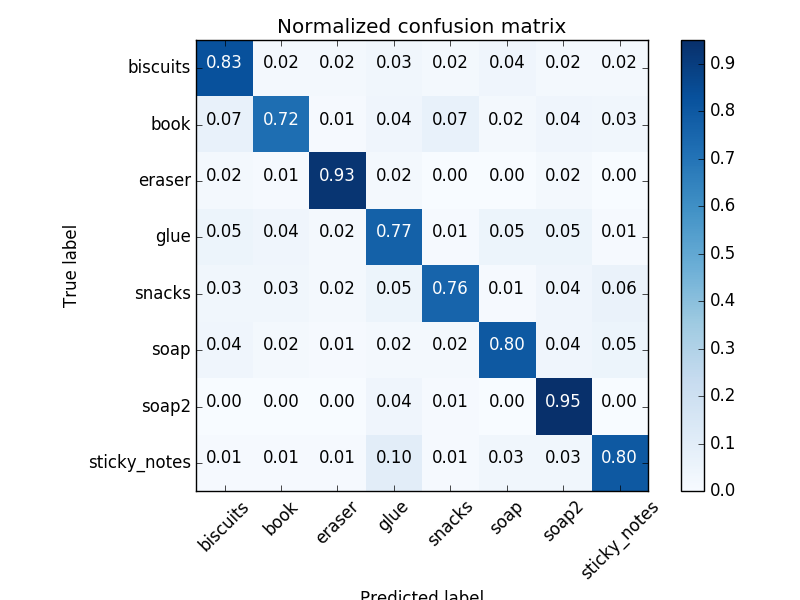 Normalized confusion matrix
True label
biscuits 0.83 0.02 0.02 0.03 0.02 0.04 0.02 0.02
book 0.07 0.72 0.01 0.04 0.07 0.02 0.04 0.03
eraser 0.02 0.01 0.93 0.02 0.00 0.00 0.02 0.00
glue 0.05 0.04 0.02 0.77 0.01 0.05 0.05 0.01
snacks 0.03 0.03 0.02 0.05 0.76 0.01 0.04 0.06
soap 0.04 0.02 0.01 0.02 0.02 0.80 0.04 0.05
soap2 0.00 0.00 0.00 0.04 0.01 0.00 0.95 0.00
sticky_notes 0.01 0.01 0.01 0.10 0.01 0.03 0.03 0.80
biscuits book eraser glue snacks soap soap2 sticky_notes
Predicted label
0.9
0.8
0.7
0.6
0.5
0.4
0.3
0.2
0.1
0.0